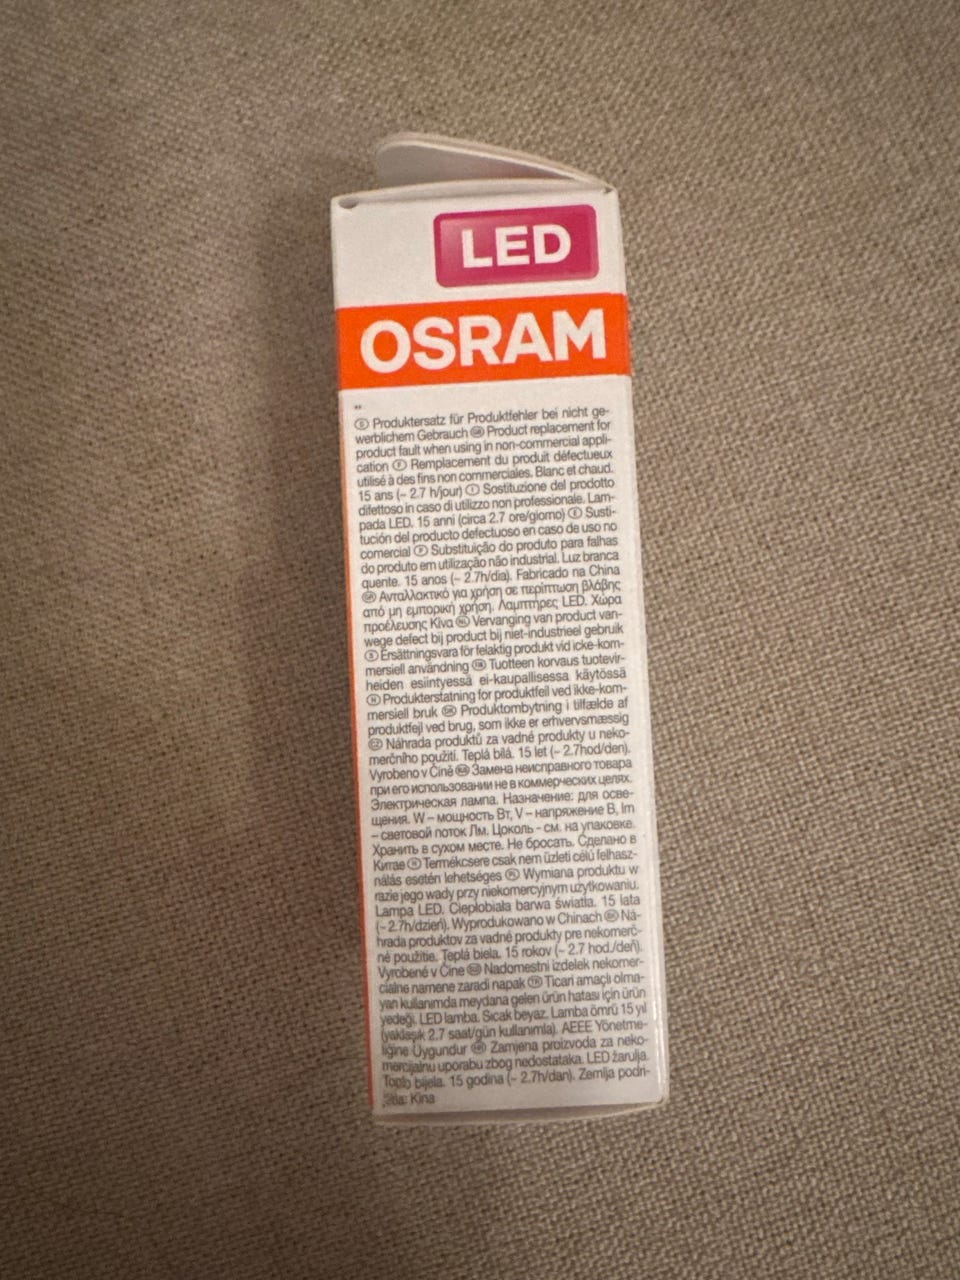 LED
OSRAM
**
Ⓓ Produktersatz für Produktfehler bei nicht ge-
werblichem Gebrauch ㎇ Product replacement for
product fault when using in non-commercial appli-
cation Ⓕ Remplacement du produit défectueux
utilisé à des fins non commerciales. Blanc et chaud.
15 ans (~ 2.7 h/jour) Ⓘ Sostituzione del prodotto
difettoso in caso di utilizzo non professionale. Lam-
pada LED. 15 anni (circa 2.7 ore/giorno) Ⓔ Susti-
tución del producto defectuoso en caso de uso no
comercial Ⓟ Substituição do produto para falhas
do produto em utilização não industrial. Luz branca
quente. 15 anos (~ 2.7h/dia). Fabricado na China
GR Ανταλλακτικό για χρήση σε περίπτωση βλάβης
από μη εμπορική χρήση. Λαμπτήρες LED. Χώρα
προέλευσης Κίνα NL Vervanging van product van-
wege defect bij product bij niet-industrieel gebruik
Ⓢ Ersättningsvara för felaktig produkt vid icke-kom-
mersiell användning FIN Tuotteen korvaus tuotevir-
heiden esiintyessä ei-kaupallisessa käytössä
Ⓝ Produkterstatning for produktfeil ved ikke-kom-
mersiell bruk DK Produktombytning i tilfælde af
produktfejl ved brug, som ikke er erhvervsmæssig
CZ Náhrada produktů za vadné produkty u neko-
merčního použití. Teplá bílá. 15 let (~ 2.7hod/den).
Vyrobeno v Číně RUS Замена неисправного товара
при его использовании не в коммерческих целях.
Электрическая лампа. Назначение: для осве-
щения. W – мощность Вт, V – напряжение В, lm
– световой поток Лм. Цоколь - см. на упаковке.
Хранить в сухом месте. Не бросать. Сделано в
Китае Ⓗ Termékcsere csak nem üzleti célú felhasz-
nálás esetén lehetséges PL Wymiana produktu w
razie jego wady przy niekomercyjnym użytkowaniu.
Lampa LED. Ciepłobiała barwa światła. 15 lata
(~ 2.7h/dzień). Wyprodukowano w Chinach SK Ná-
hrada produktov za vadné produkty pre nekomerč-
né použitie. Teplá biela. 15 rokov (~ 2.7 hod./deň).
Vyrobené v Číne SLO Nadomestni izdelek nekomer-
cialne namene zaradi napak TR Ticari amaçlı olma-
yan kullanımda meydana gelen ürün hatası için ürün
yedeği. LED lamba. Sıcak beyaz. Lamba ömrü 15 yıl
(yaklaşık 2.7 saat/gün kullanımla). AEEE Yönetme-
liğine Uygundur HR Zamjena proizvoda za neko-
mercijalnu uporabu zbog nedostataka. LED žarulja.
Toplo bijela. 15 godina (~ 2.7h/dan). Zemlja podri-
jetla: Kina